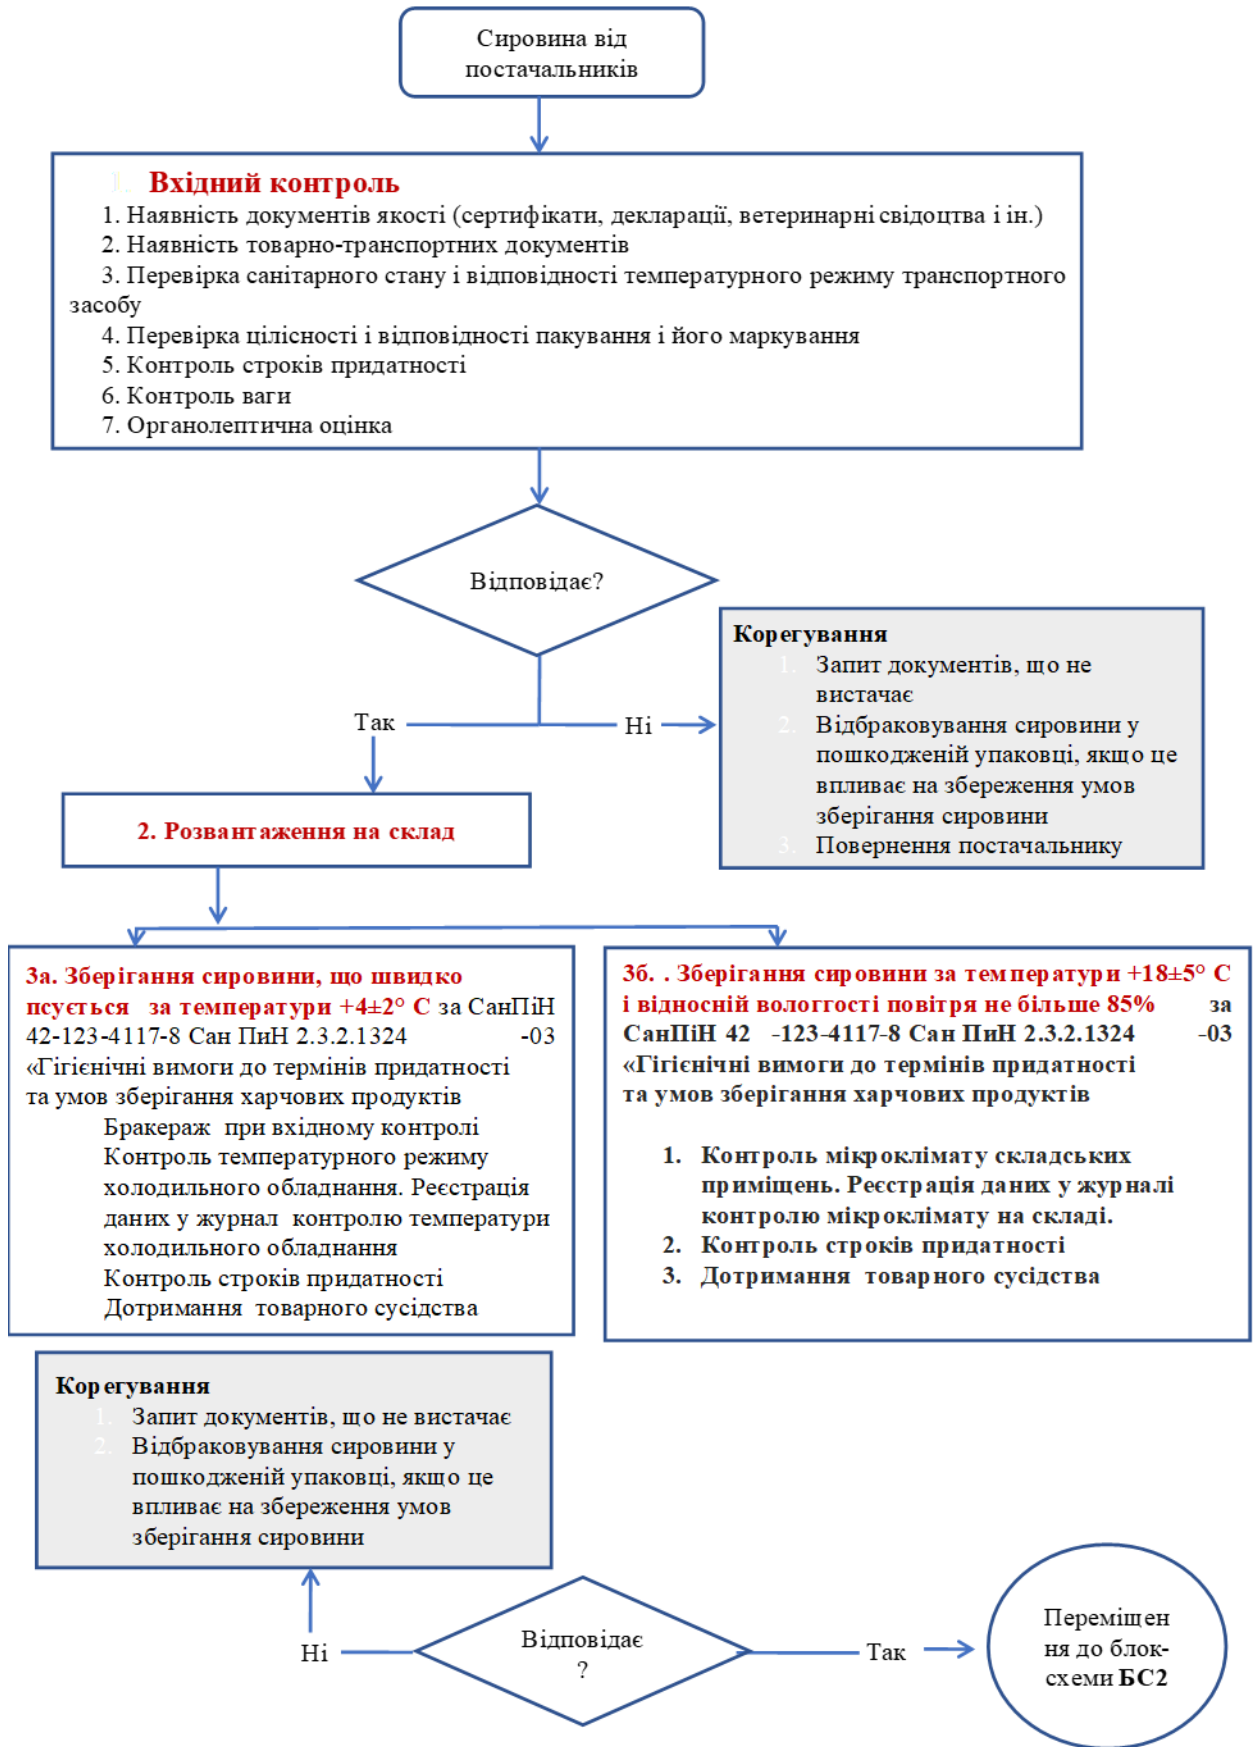 Сировина від
постачальників
1. Вхідний контроль
1. Наявність документів якості (сертифікати, декларації, ветеринарні свідоцтва і ін.)
2. Наявність товарно-транспортних документів
3. Перевірка санітарного стану і відповідності температурного режиму транспортного
засобу
4. Перевірка цілісності і відповідності пакування і його маркування
5. Контроль строків придатності
6. Контроль ваги
7. Органолептична оцінка
Відповідає?
Так
Ні
Корегування
1. Запит документів, що не
вистачає
2. Відбраковування сировини у
пошкодженій упаковці, якщо це
впливає на збереження умов
зберігання сировини
3. Повернення постачальнику
2. Розвантаження на склад
3а. Зберігання сировини, що швидко
псується за температури +4±2° С за СанПіН
42-123-4117-8 Сан ПиН 2.3.2.1324 -03
«Гігієнічні вимоги до термінів придатності
та умов зберігання харчових продуктів
Бракераж при вхідному контролі
Контроль температурного режиму
холодильного обладнання. Реєстрація
даних у журнал контролю температури
холодильного обладнання
Контроль строків придатності
Дотримання товарного сусідства
3б. . Зберігання сировини за температури +18±5° С
і відносній вологгості повітря не більше 85% за
СанПіН 42 -123-4117-8 Сан ПиН 2.3.2.1324 -03
«Гігієнічні вимоги до термінів придатності
та умов зберігання харчових продуктів
1. Контроль мікроклімату складських
приміщень. Реєстрація даних у журналі
контролю мікроклімату на складі.
2. Контроль строків придатності
3. Дотримання товарного сусідства
Корегування
1. Запит документів, що не вистачає
2. Відбраковування сировини у
пошкодженій упаковці, якщо це
впливає на збереження умов
зберігання сировини
Ні
Відповідає
?
Так
Переміщен
ня до блок-
схеми БС2